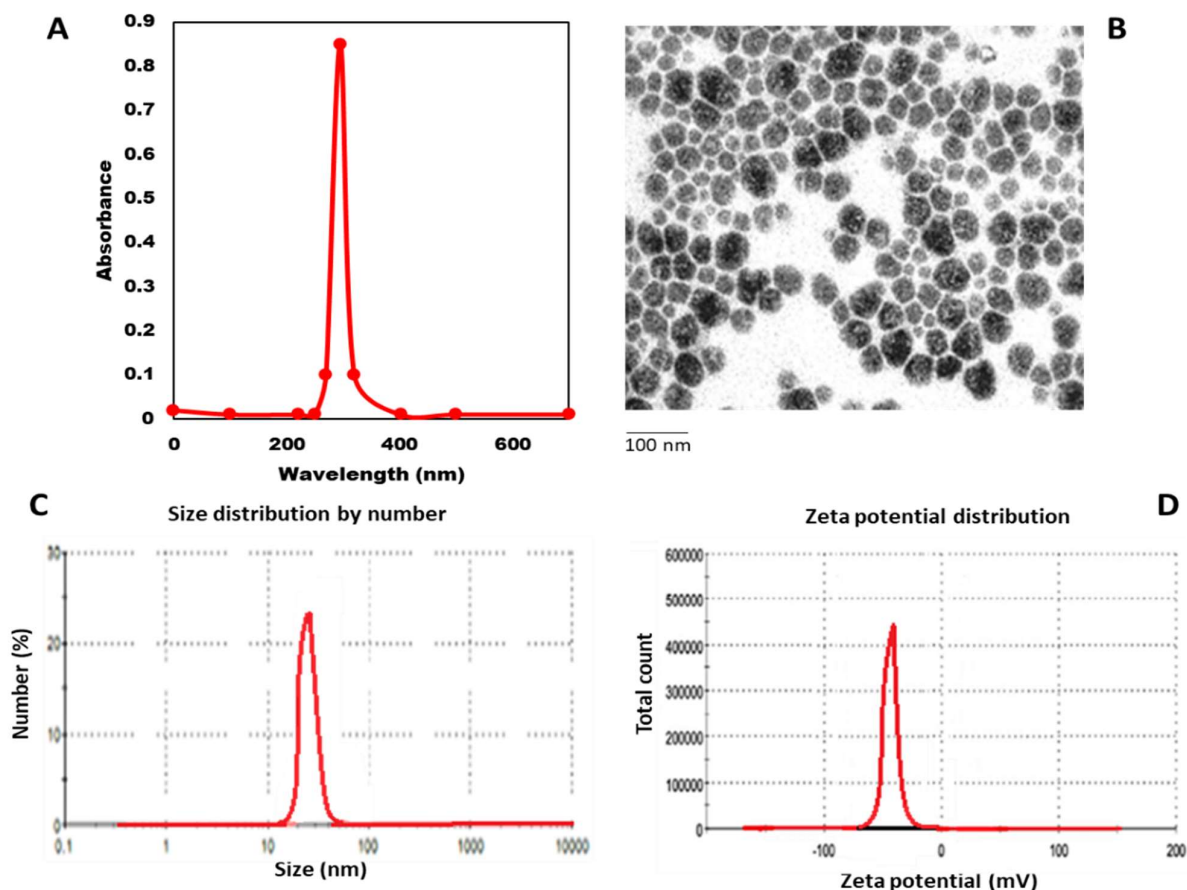 A
0.9
0.8
0.7
0.6
0.5
0.4
0.3
0.2
0.1
0
Absorbance
0 200 400 600
Wavelength (nm)
B
100 nm
C
Size distribution by number
30
20
10
0
Number (%)
0.1 1 10 100 1000 10000
Size (nm)
D
Zeta potential distribution
600000
500000
400000
300000
200000
100000
0
Total count
-100 0 100 200
Zeta potential (mV)